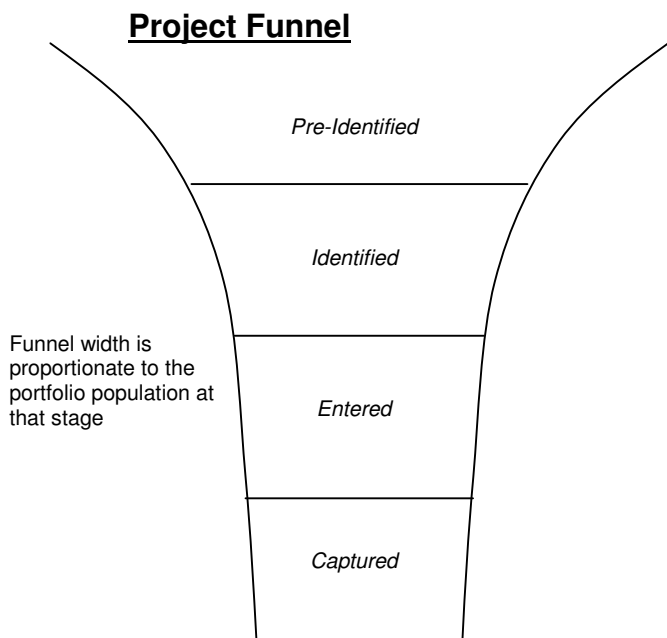 Project Funnel
Pre-Identified
Identified
Funnel width is
proportionate to the
portfolio population at
that stage
Entered
Captured